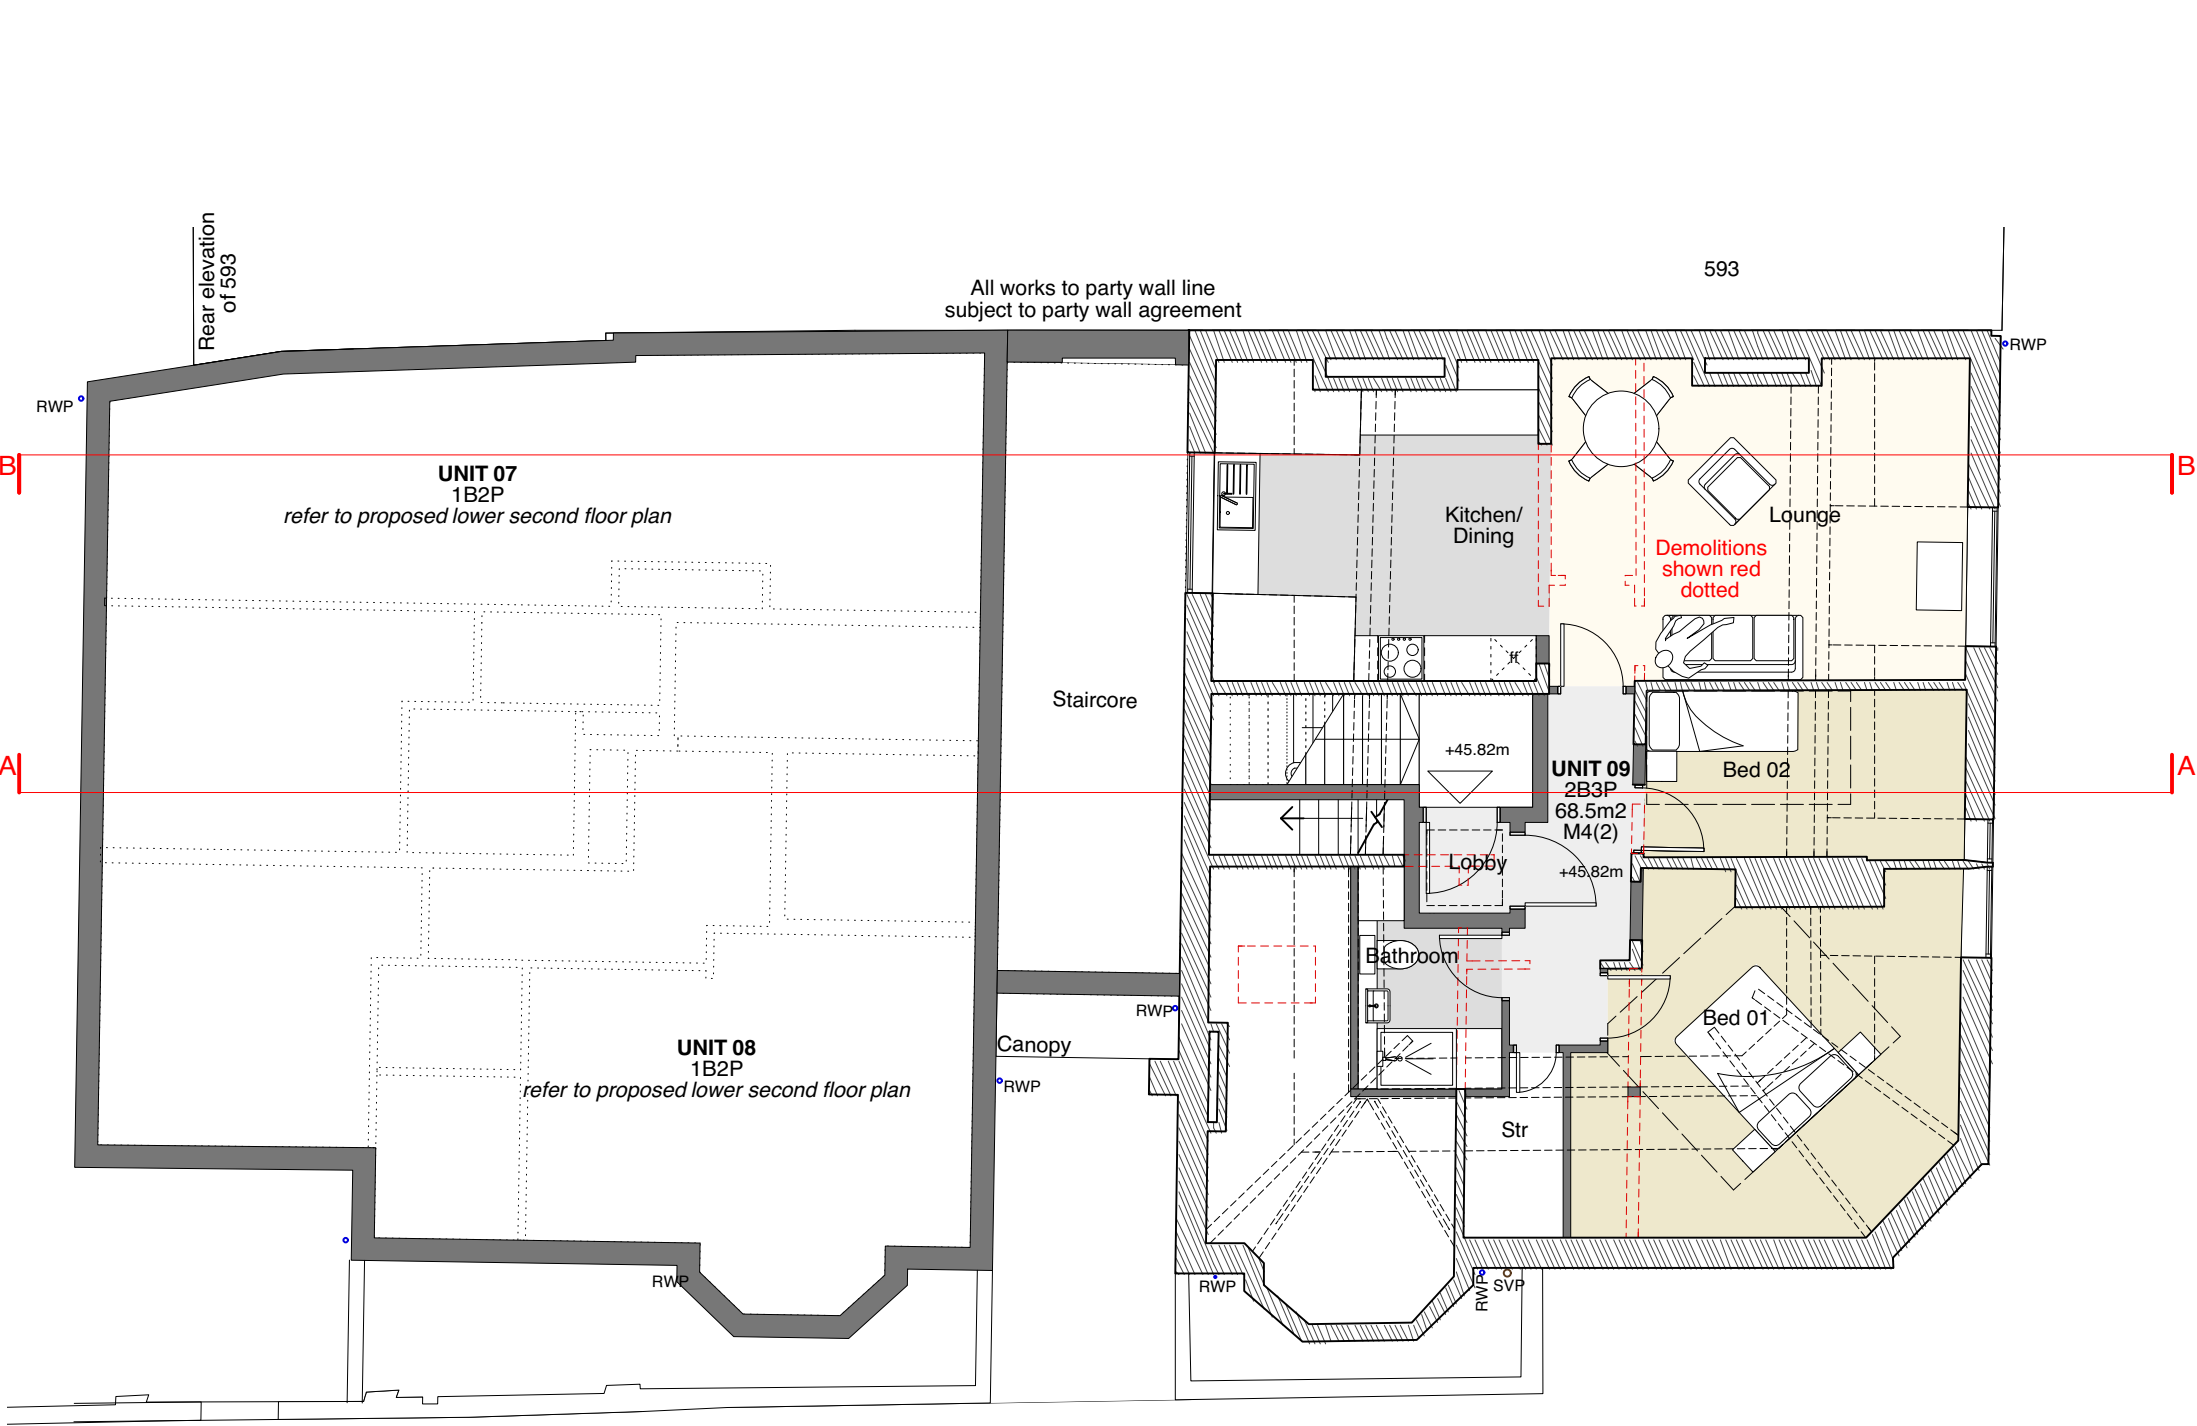 Rear elevation
of 593
All works to party wall line
subject to party wall agreement
593
RWP
RWP
B
B
UNIT 07
1B2P
refer to proposed lower second floor plan
Kitchen/
Dining
Lounge
Demolitions
shown red
dotted
ff
Staircore
+45.82m
A
A
UNIT 09
2B3P
68.5m2
M4(2)
Bed 02
Lobby
+45.82m
Bathroom
RWP
Bed 01
Canopy
UNIT 08
1B2P
refer to proposed lower second floor plan
RWP
Str
RWP
RWP
RWP
SVP